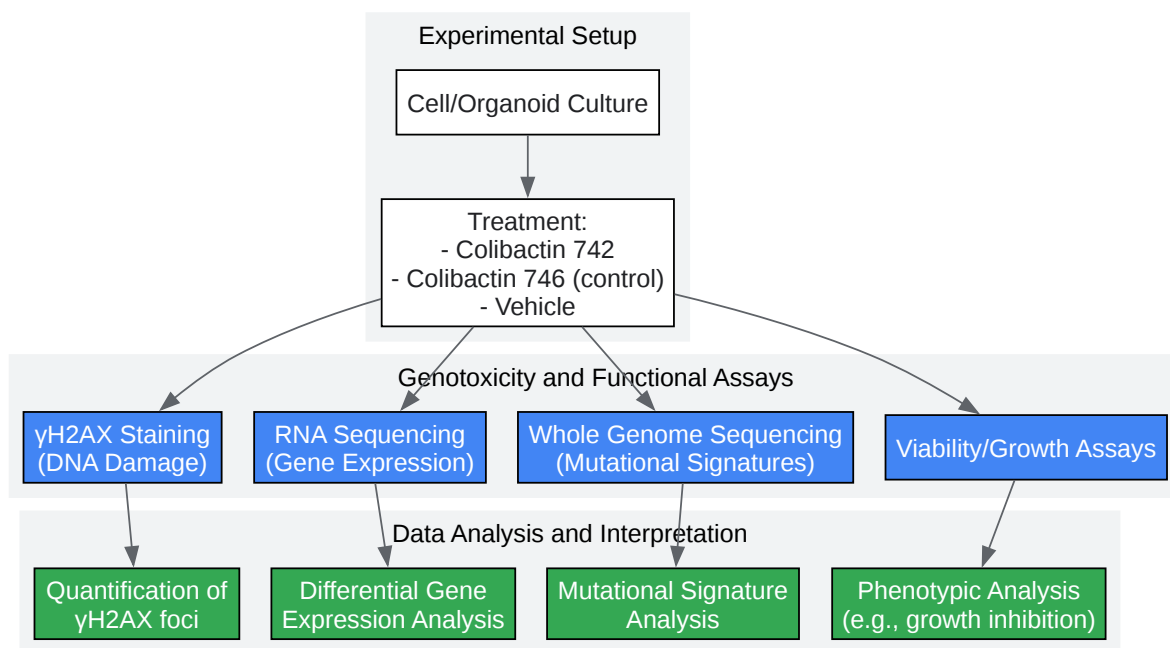 Experimental Setup
Cell/Organoid Culture
Treatment:
- Colibactin 742
- Colibactin 746 (control)
- Vehicle
Genotoxicity and Functional Assays
γH2AX Staining
(DNA Damage)
RNA Sequencing
(Gene Expression)
Whole Genome Sequencing
(Mutational Signatures)
Viability/Growth Assays
Data Analysis and Interpretation
Quantification of
γH2AX foci
Differential Gene
Expression Analysis
Mutational Signature
Analysis
Phenotypic Analysis
(e.g., growth inhibition)